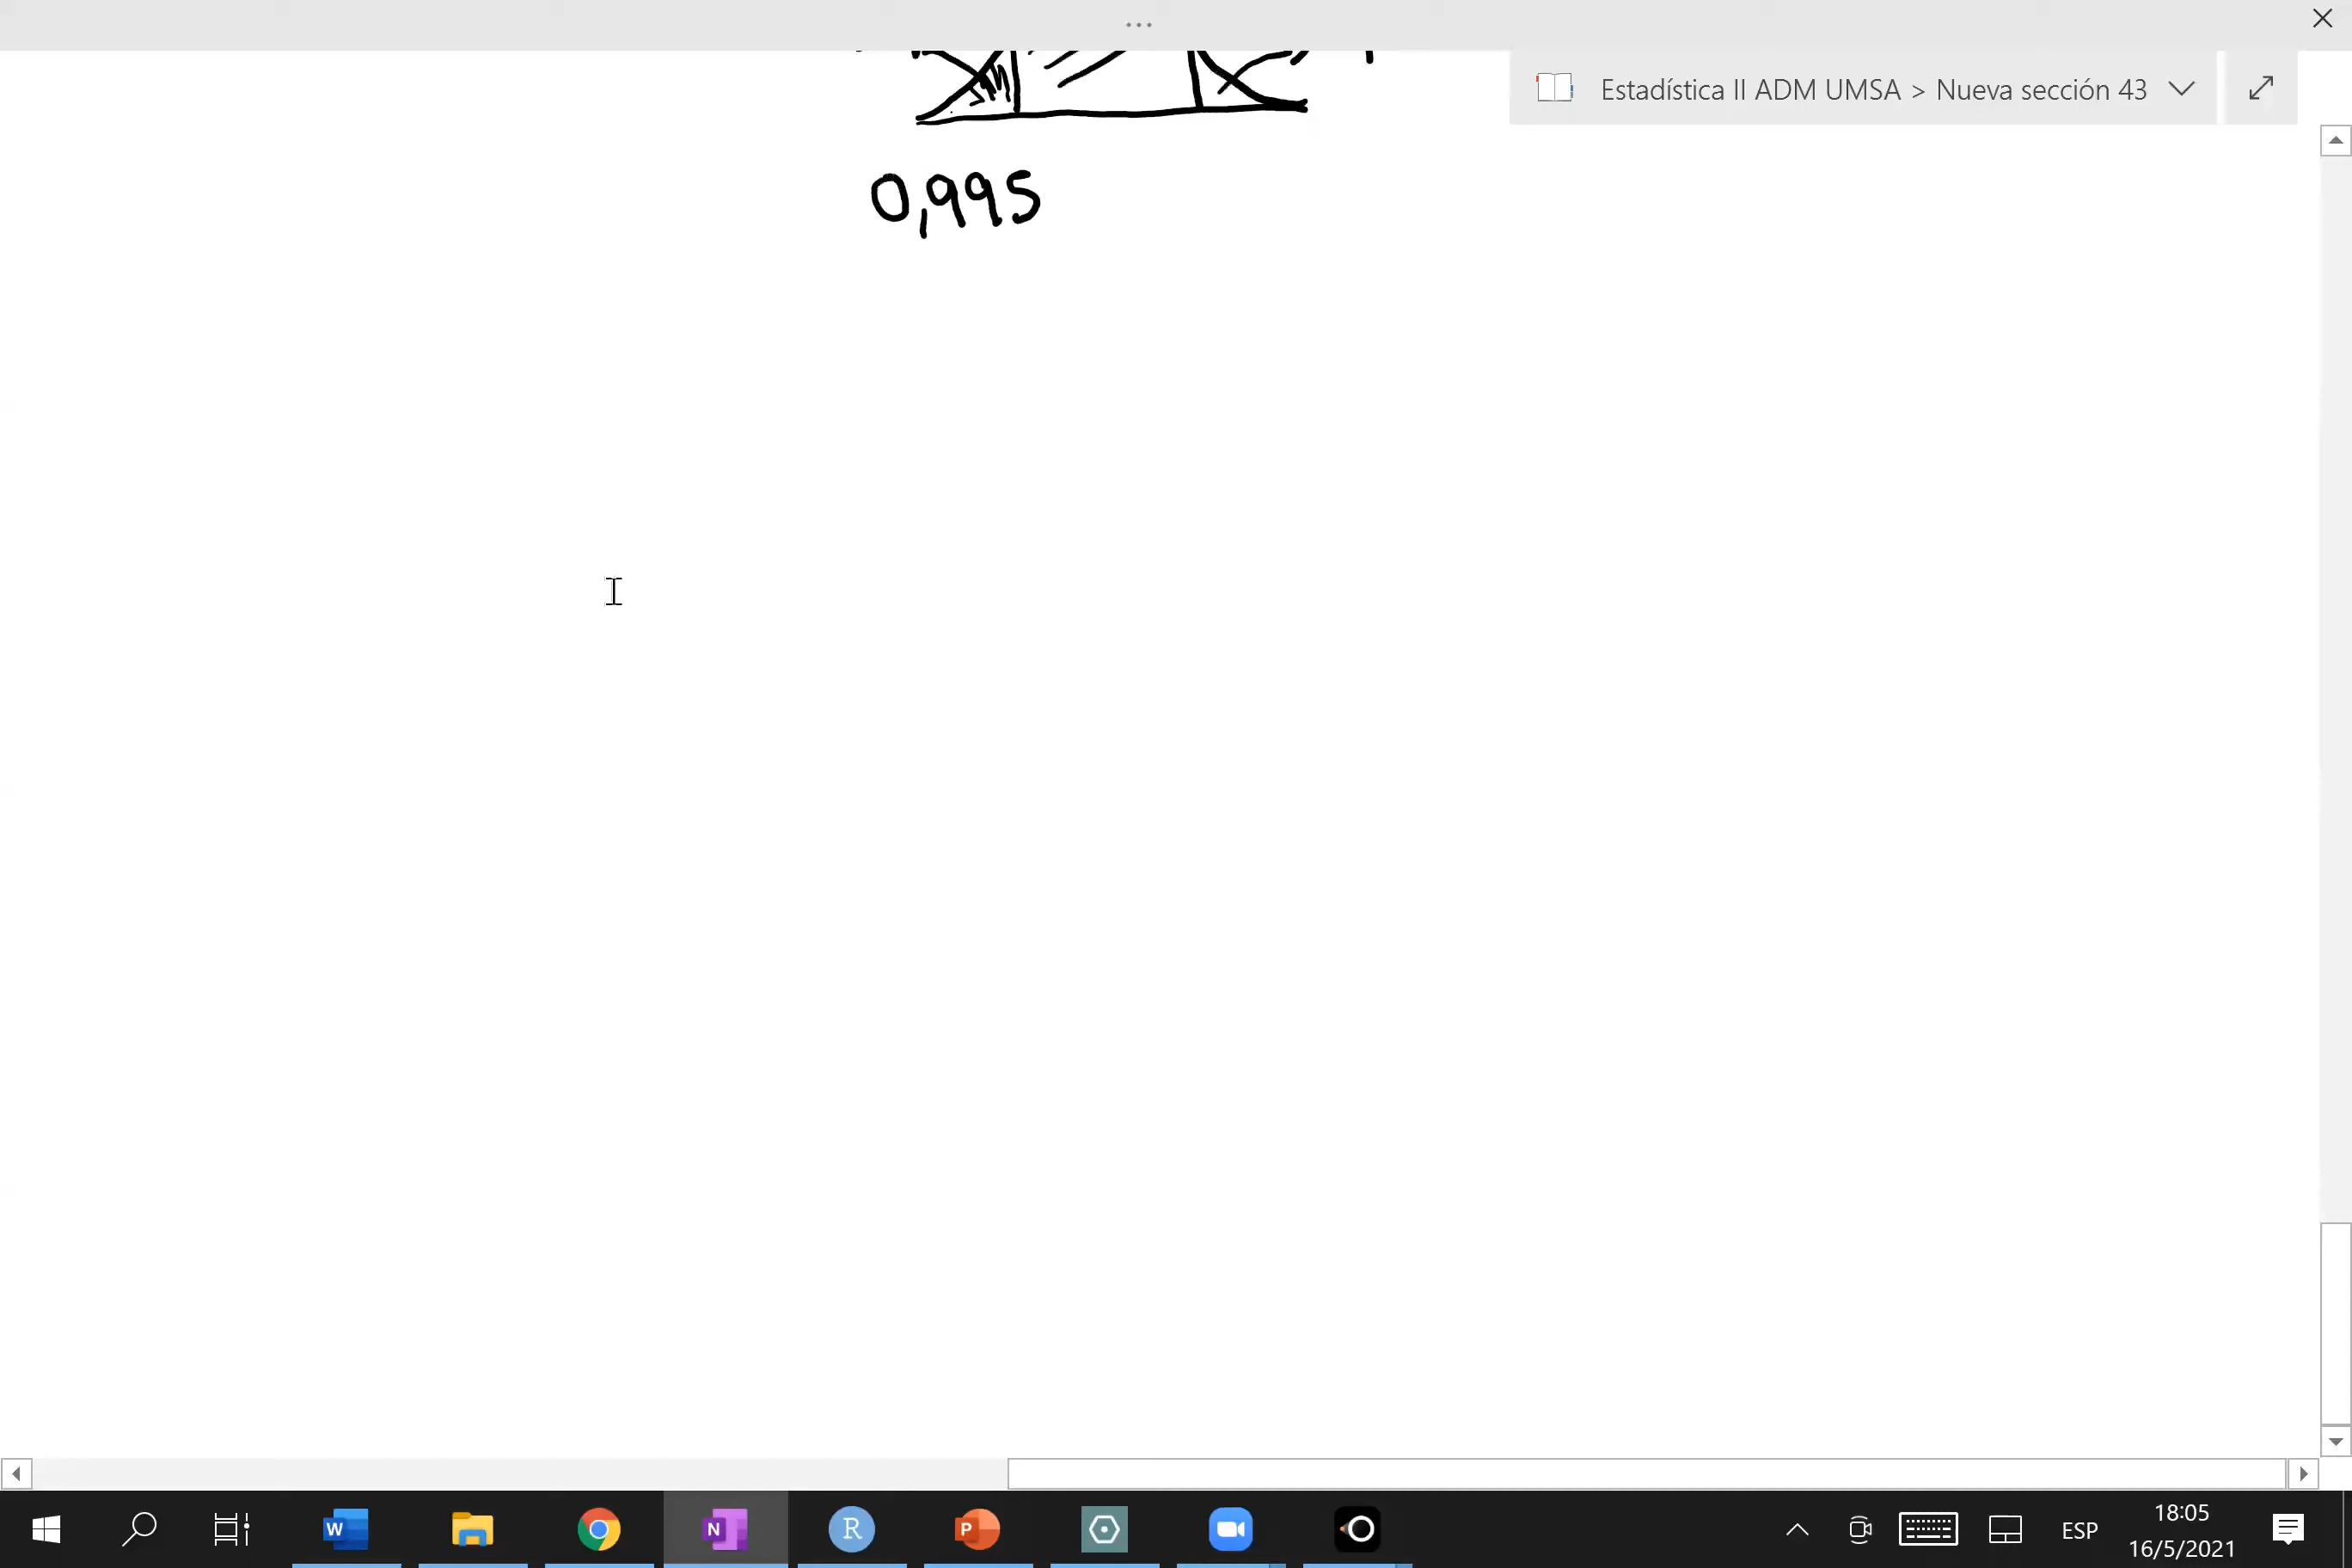 Estadística II ADM UMSA > Nueva sección 43
0,995
W
N
R
P
ESP
18:05
16/5/2021